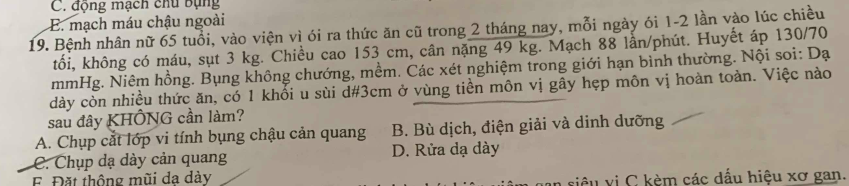 C. động mạch chủ bụng
E. mạch máu chậu ngoài
19. Bệnh nhân nữ 65 tuổi, vào viện vì ói ra thức ăn cũ trong 2 tháng nay, mỗi ngày ói 1-2 lần vào lúc chiều
tối, không có máu, sụt 3 kg. Chiều cao 153 cm, cân nặng 49 kg. Mạch 88 lần/phút. Huyết áp 130/70
mmHg. Niêm hồng. Bụng không chướng, mềm. Các xét nghiệm trong giới hạn bình thường. Nội soi: Dạ
dày còn nhiều thức ăn, có 1 khối u sùi d#3cm ở vùng tiền môn vị gây hẹp môn vị hoàn toàn. Việc nào
sau đây KHÔNG cần làm?
A. Chụp cắt lớp vi tính bụng chậu cản quang B. Bù dịch, điện giải và dinh dưỡng
C. Chụp dạ dày cản quang D. Rửa dạ dày
E. Đặt thông mũi dạ dày
siêu vi C kèm các dấu hiệu xơ gan.